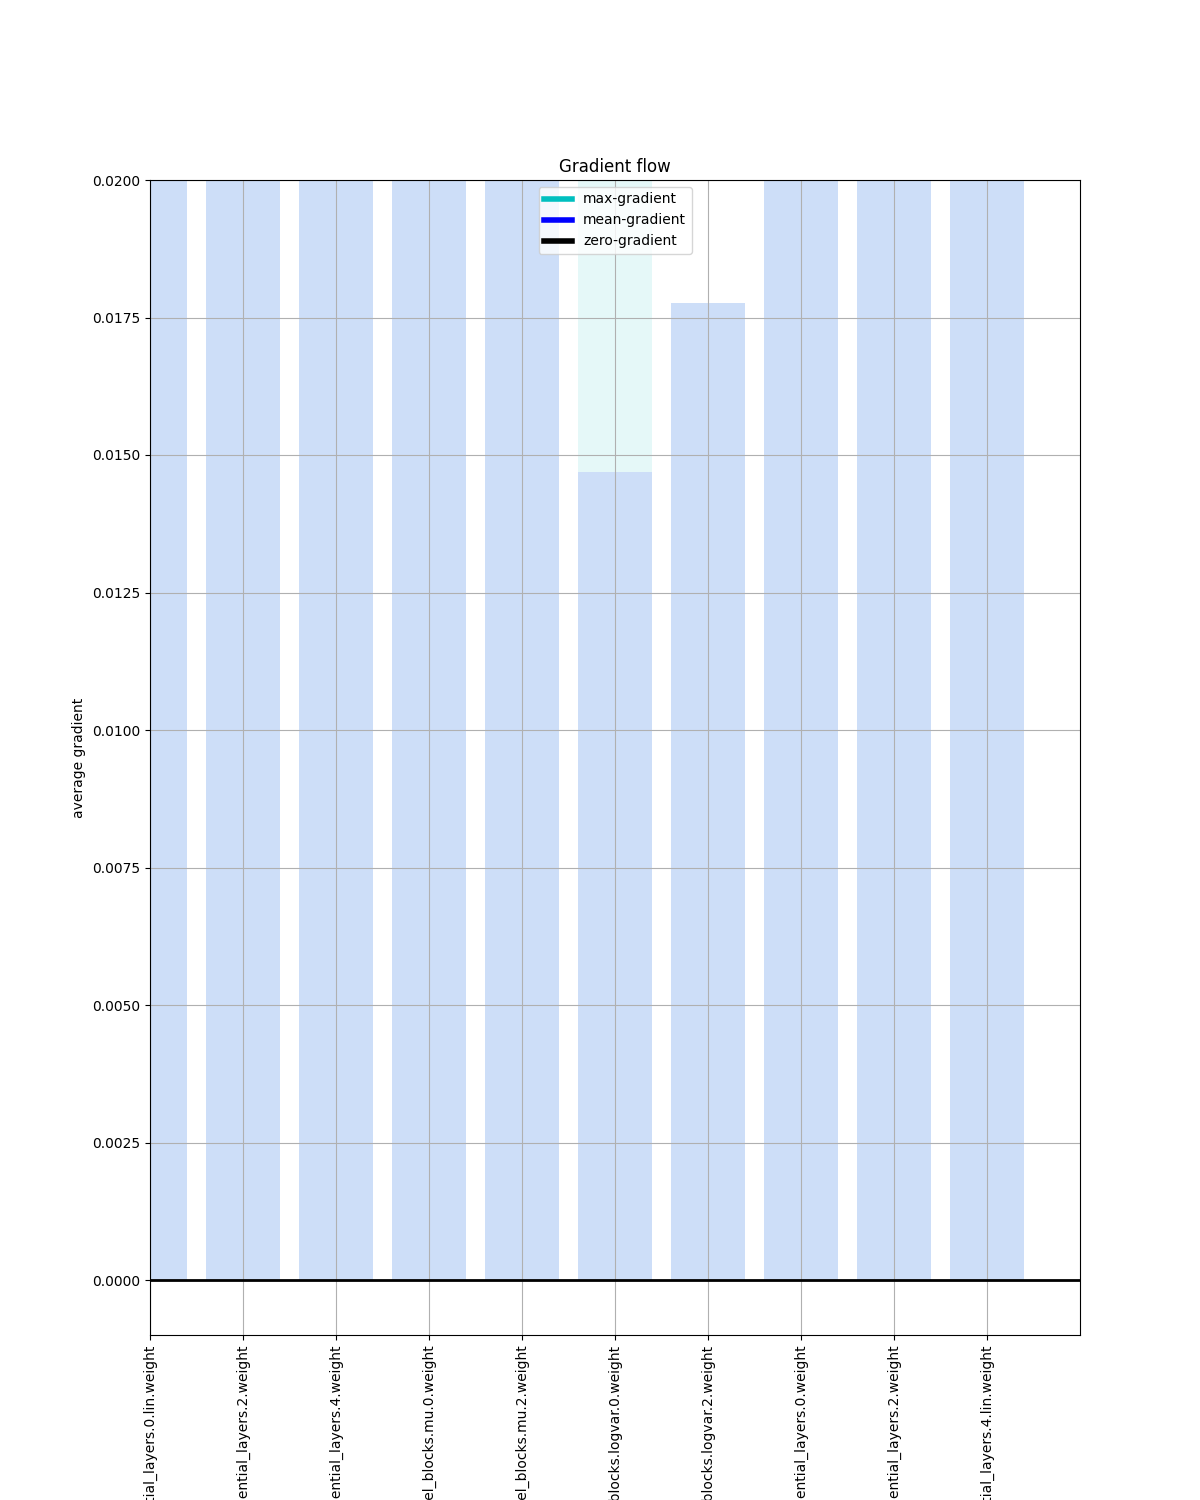 Gradient flow
max-gradient
mean-gradient
zero-gradient
0.0200
0.0175
0.0150
0.0125
0.0100
0.0075
0.0050
0.0025
0.0000
average gradient
tial_layers.0.lin.weight
ential_layers.2.weight
ential_layers.4.weight
el_blocks.mu.0.weight
el_blocks.mu.2.weight
blocks.logvar.0.weight
blocks.logvar.2.weight
ential_layers.0.weight
ential_layers.2.weight
tial_layers.4.lin.weight